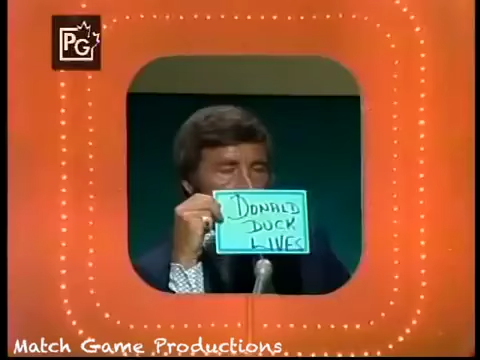 PG
DONALD
DUCK
LIVES
Match Game Productions